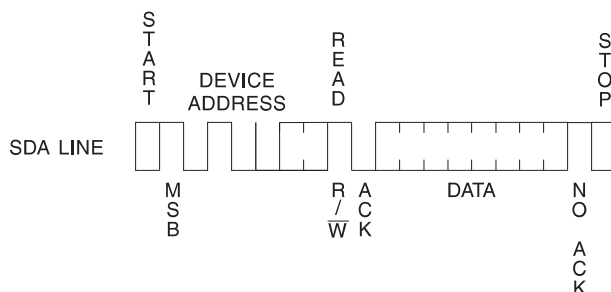 START
READ
STOP
DEVICE
ADDRESS
SDA LINE
MSB
R/W
ACK
DATA
NO ACK